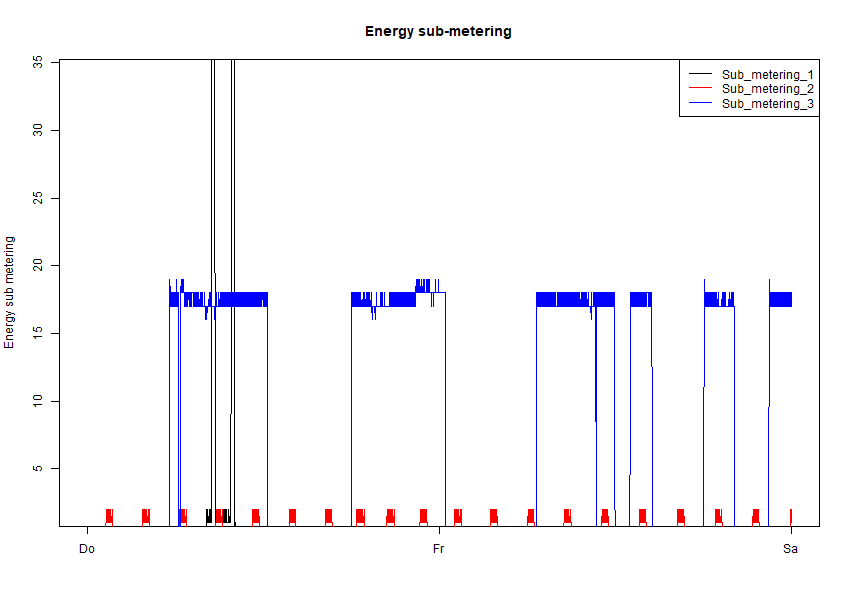 Energy sub-metering
Sub_metering_1
Sub_metering_2
Sub_metering_3
Energy sub metering
35
30
25
20
15
10
5
Do Fr Sa